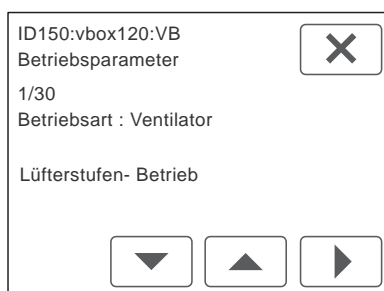 ID150:vbox120:VB
Betriebsparameter
1/30
Betriebsart : Ventilator
Lüfterstufen- Betrieb